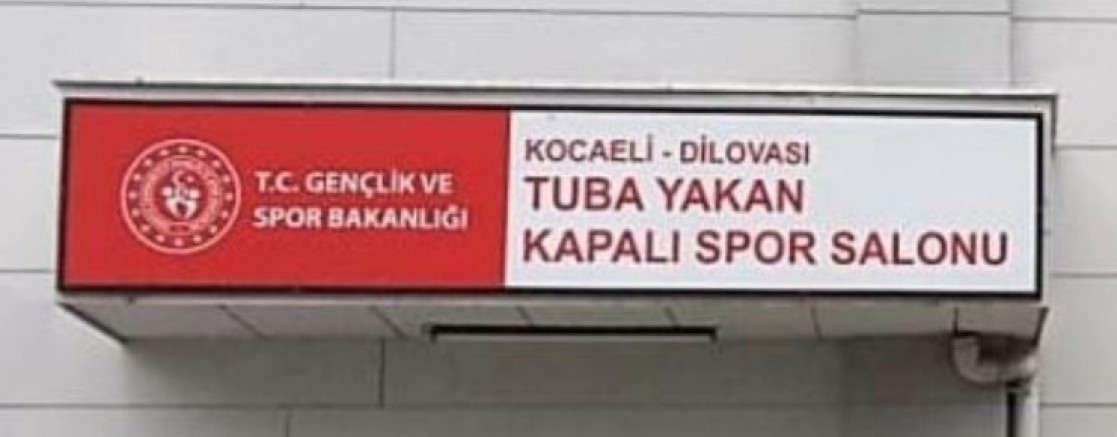 T.C. GENÇLİK VE
SPOR BAKANLIĞI
KOCAELİ - DİLOVASI
TUBA YAKAN
KAPALI SPOR SALONU